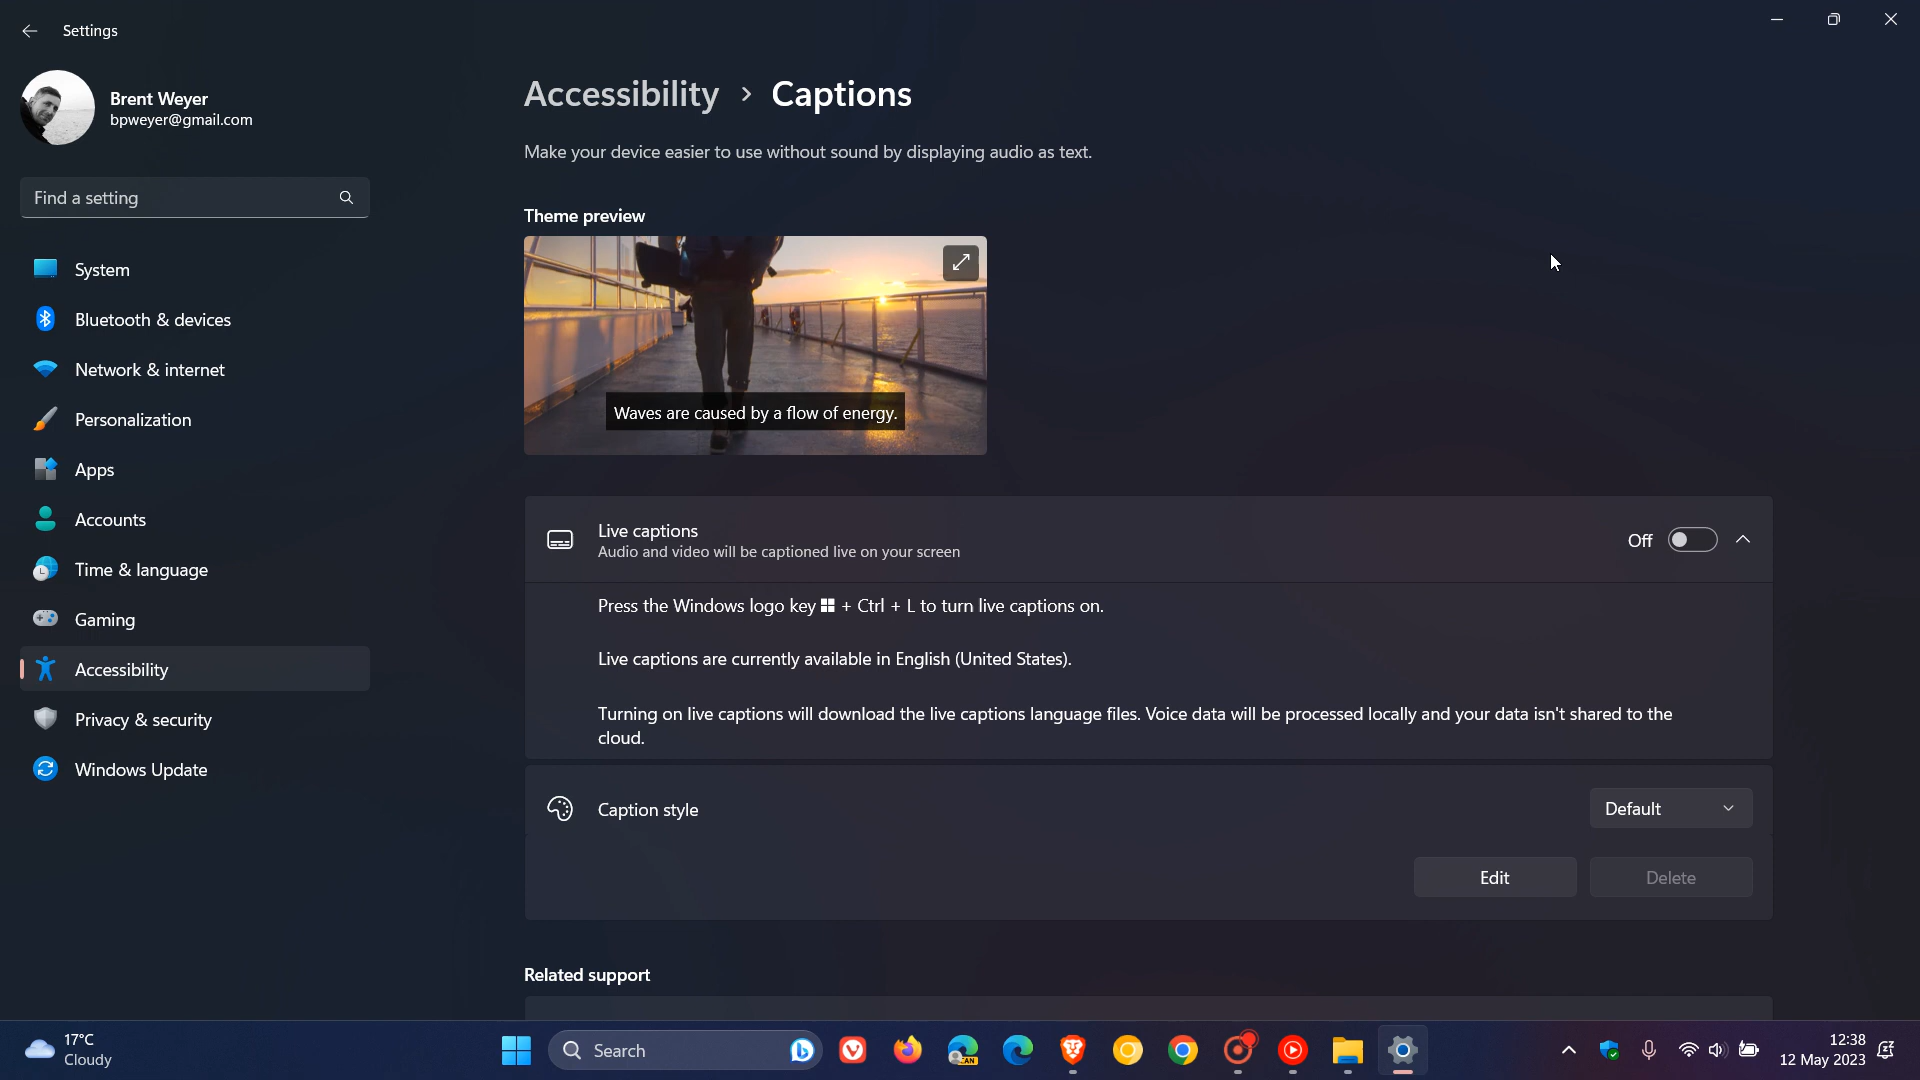 Settings
Brent Weyer
bpweyer@gmail.com
Find a setting
System
Bluetooth & devices
Network & internet
Personalization
Apps
Accounts
Time & language
Gaming
Accessibility
Privacy & security
Windows Update
Accessibility > Captions
Make your device easier to use without sound by displaying audio as text.
Theme preview
Waves are caused by a flow of energy.
Live captions
Audio and video will be captioned live on your screen
Off
Press the Windows logo key + Ctrl + L to turn live captions on.
Live captions are currently available in English (United States).
Turning on live captions will download the live captions language files. Voice data will be processed locally and your data isn't shared to the
cloud.
Caption style
Default
Edit
Delete
Related support
17°C
Cloudy
Search
CAN
12:38
12 May 2023